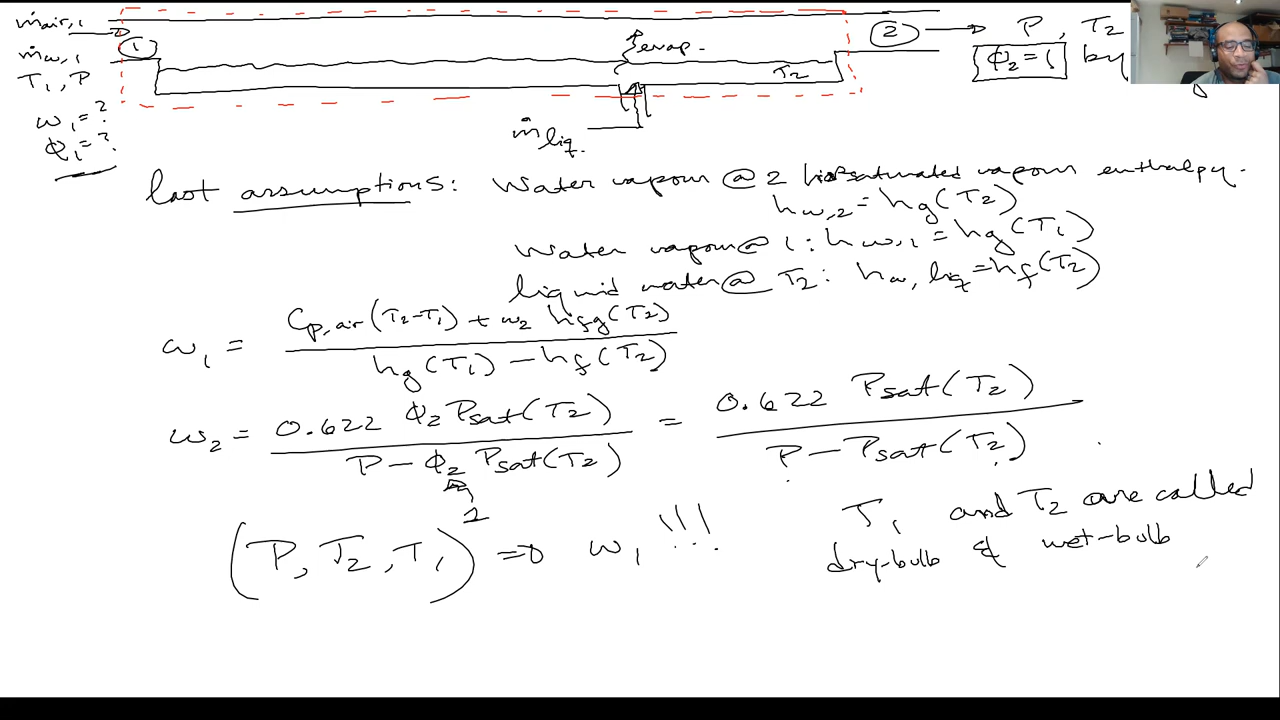 ṁair,1
ṁw,1
T1, P
ω1=?
Φ1=?
①
evap.
T2
ṁliq.
②
P, T2
Φ2=1 by
last assumptions: Water vapour @ 2 has saturated vapour enthalpy.
hw,2 = hg(T2)
Water vapour @ 1: hw,1 = hg(T1)
liquid water @ T2: hw,liq = hf(T2)
ω1 = (Cp,air(T2-T1) + ω2 hfg(T2)) / (hg(T1) - hf(T2))
ω2 = 0.622 Φ2 Psat(T2) / (P - Φ2 Psat(T2)) = 0.622 Psat(T2) / (P - Psat(T2))
1
(P, T2, T1) => ω1 !!!
T1 and T2 are called
dry-bulb & wet-bulb